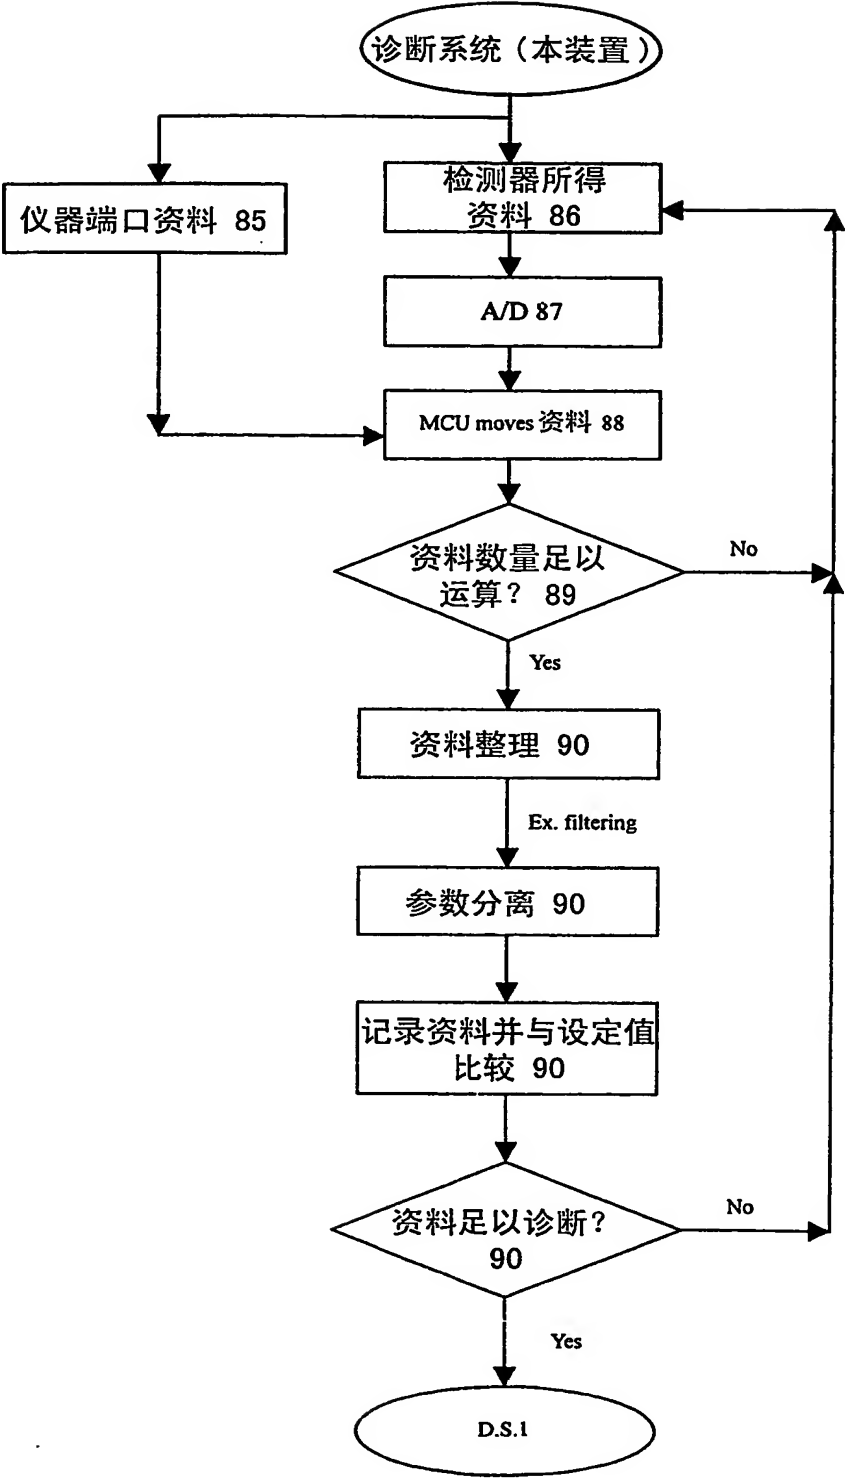 诊断系统（本装置）
检测器所得
资料 86
仪器端口资料 85
A/D 87
MCU moves 资料 88
资料数量足以
运算？ 89
No
Yes
资料整理 90
Ex. filtering
参数分离 90
记录资料并与设定值
比较 90
资料足以诊断？
90
No
Yes
D.S.1